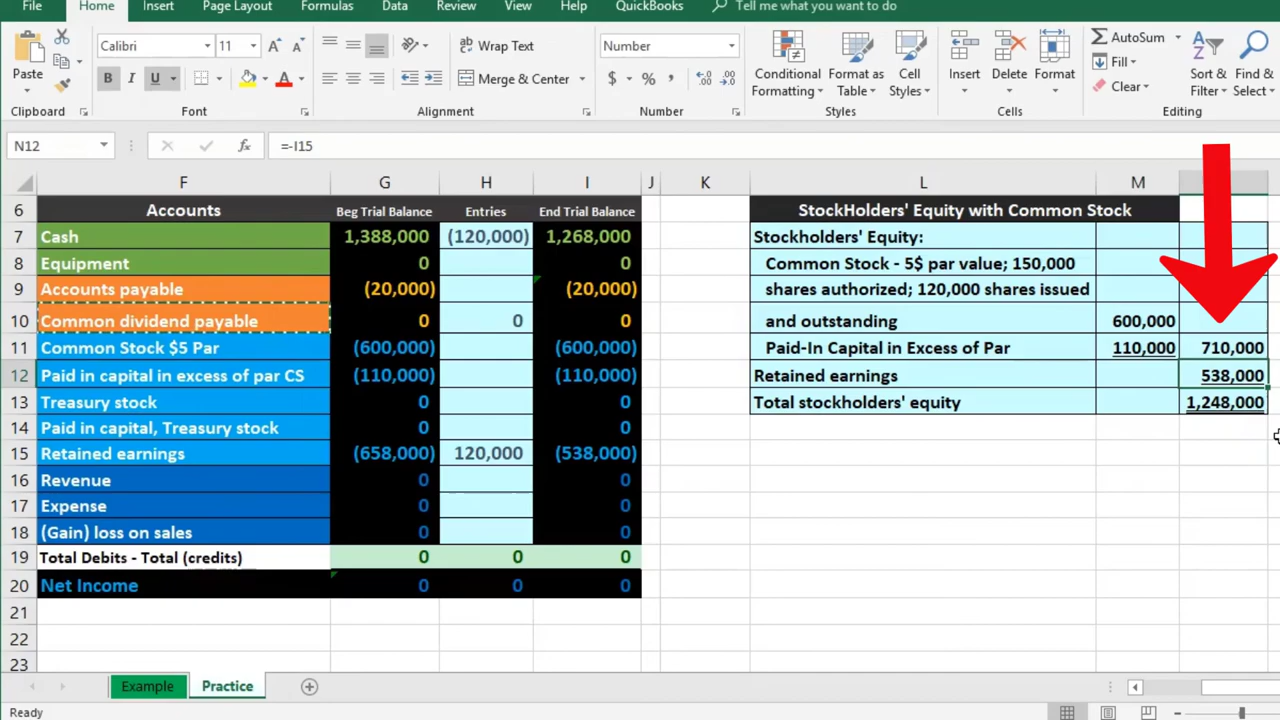 File Home Insert Page Layout Formulas Data Review View Help QuickBooks Tell me what you want to do
Calibri 11 A A Wrap Text Number AutoSum
Paste B I U A Merge & Center $ % , Conditional Formatting Format as Table Cell Styles Insert Delete Format Fill Clear Sort & Filter Find & Select
Clipboard Font Alignment Number Styles Cells Editing
N12 fx =-I15
F G H I J K L M
6 Accounts Beg Trial Balance Entries End Trial Balance StockHolders' Equity with Common Stock
7 Cash 1,388,000 (120,000) 1,268,000 Stockholders' Equity:
8 Equipment 0 0 Common Stock - 5$ par value; 150,000
9 Accounts payable (20,000) (20,000) shares authorized; 120,000 shares issued
10 Common dividend payable 0 0 0 and outstanding 600,000
11 Common Stock $5 Par (600,000) (600,000) Paid-In Capital in Excess of Par 110,000 710,000
12 Paid in capital in excess of par CS (110,000) (110,000) Retained earnings 538,000
13 Treasury stock 0 0 Total stockholders' equity 1,248,000
14 Paid in capital, Treasury stock 0 0
15 Retained earnings (658,000) 120,000 (538,000)
16 Revenue 0 0
17 Expense 0 0
18 (Gain) loss on sales 0 0
19 Total Debits - Total (credits) 0 0 0
20 Net Income 0 0 0
21
22
23
Example Practice
Ready